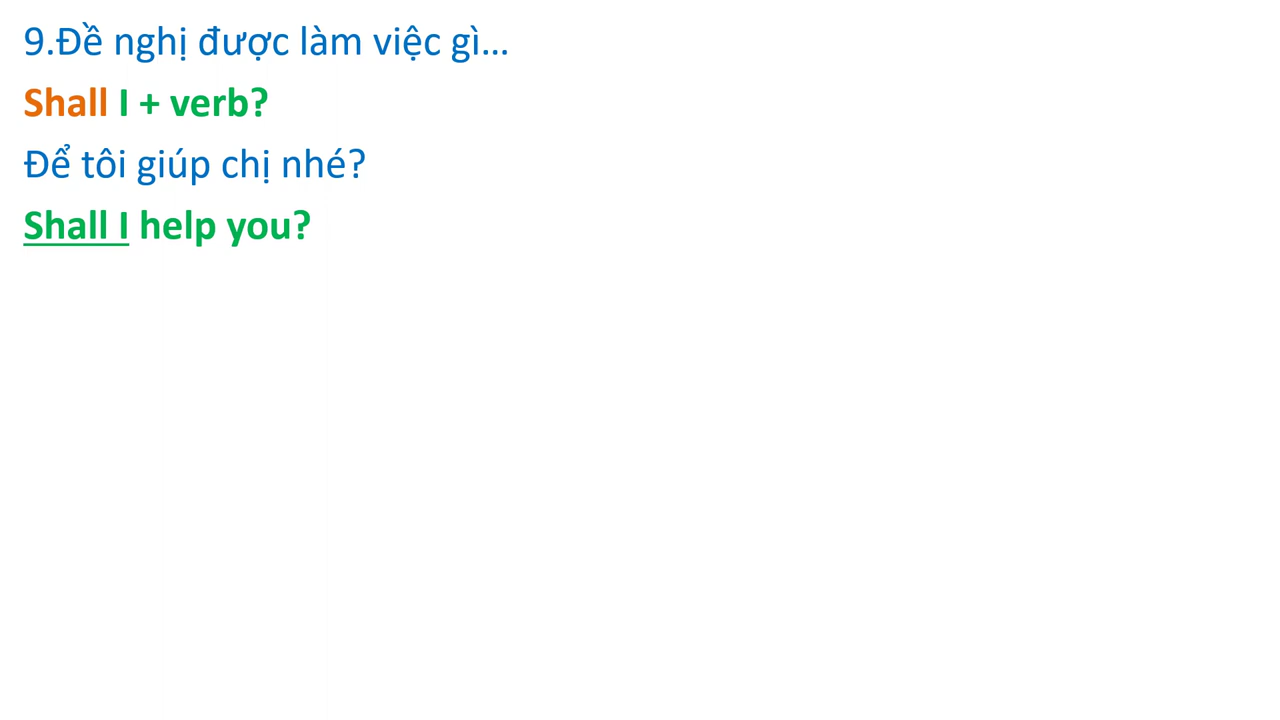 9.Đề nghị được làm việc gì...
Shall I + verb?
Để tôi giúp chị nhé?
Shall I help you?